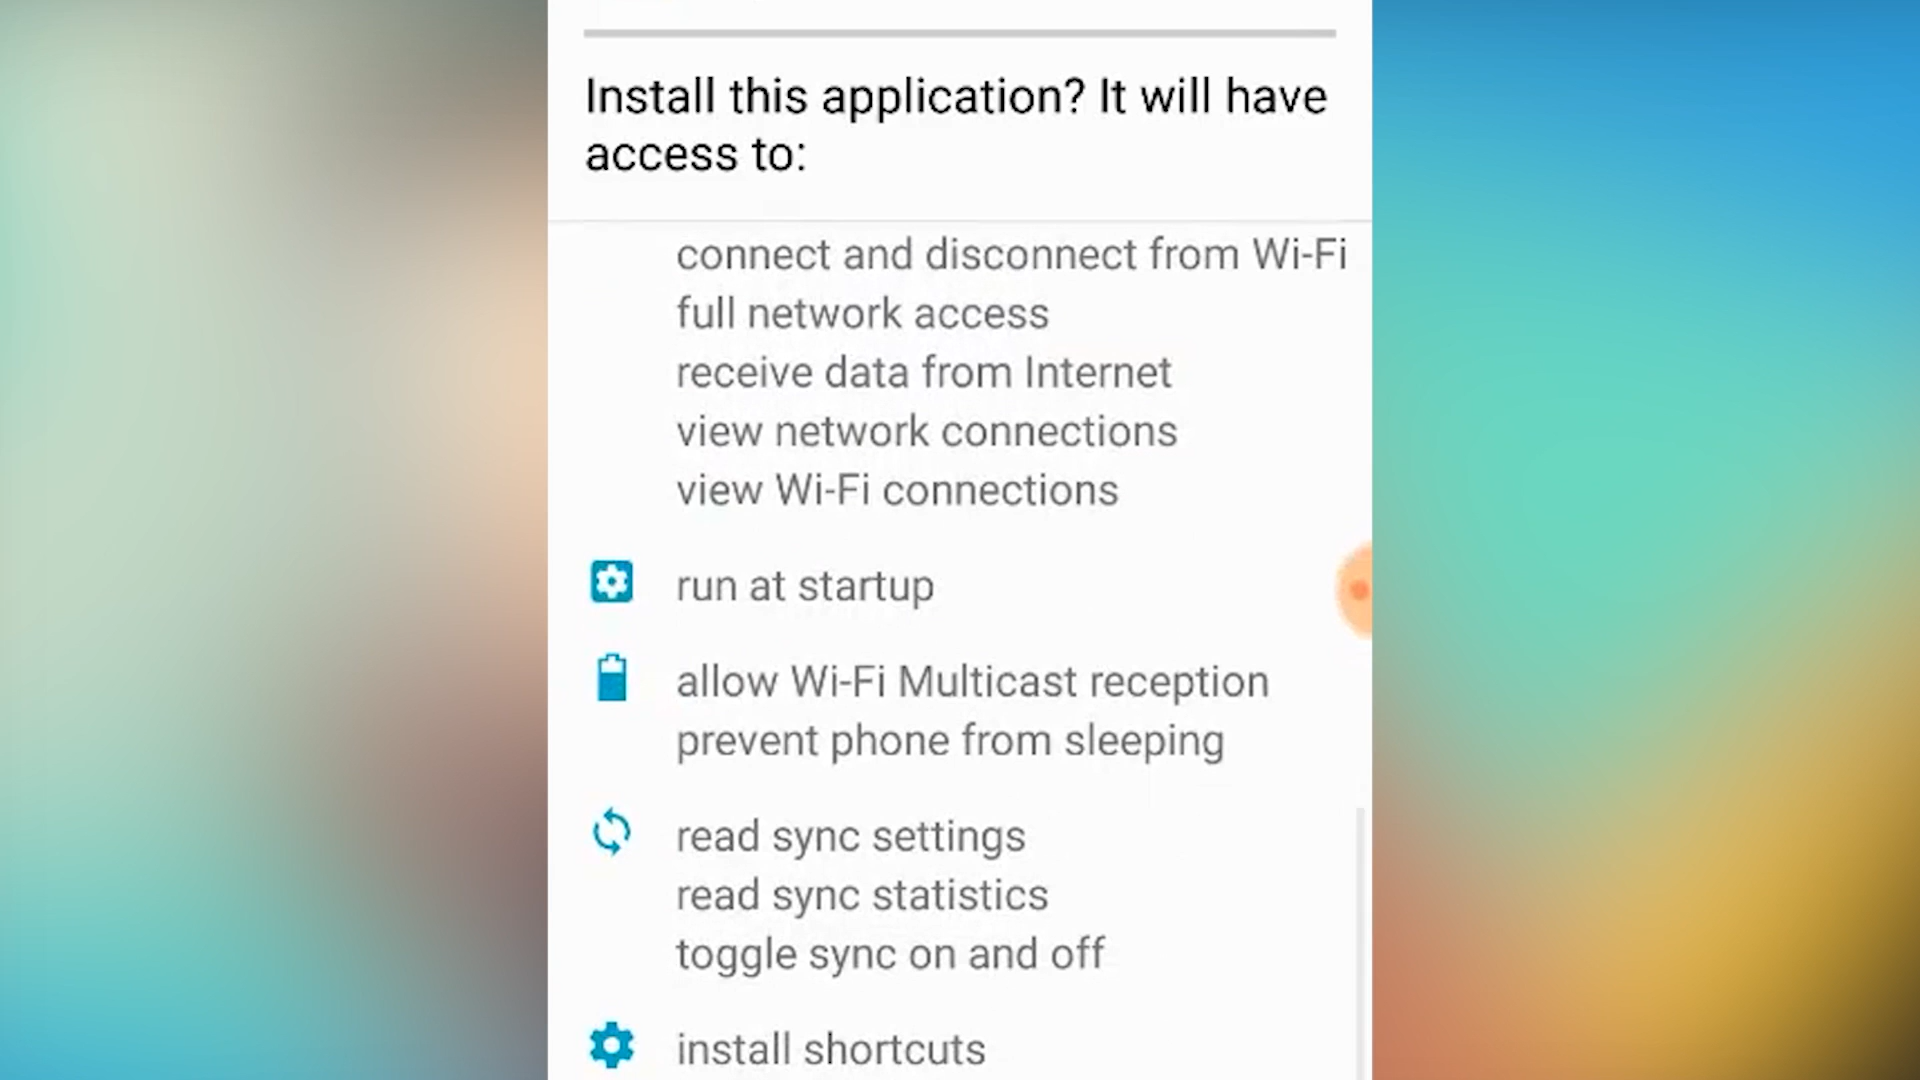 Install this application? It will have
access to:
connect and disconnect from Wi-Fi
full network access
receive data from Internet
view network connections
view Wi-Fi connections
run at startup
allow Wi-Fi Multicast reception
prevent phone from sleeping
read sync settings
read sync statistics
toggle sync on and off
install shortcuts